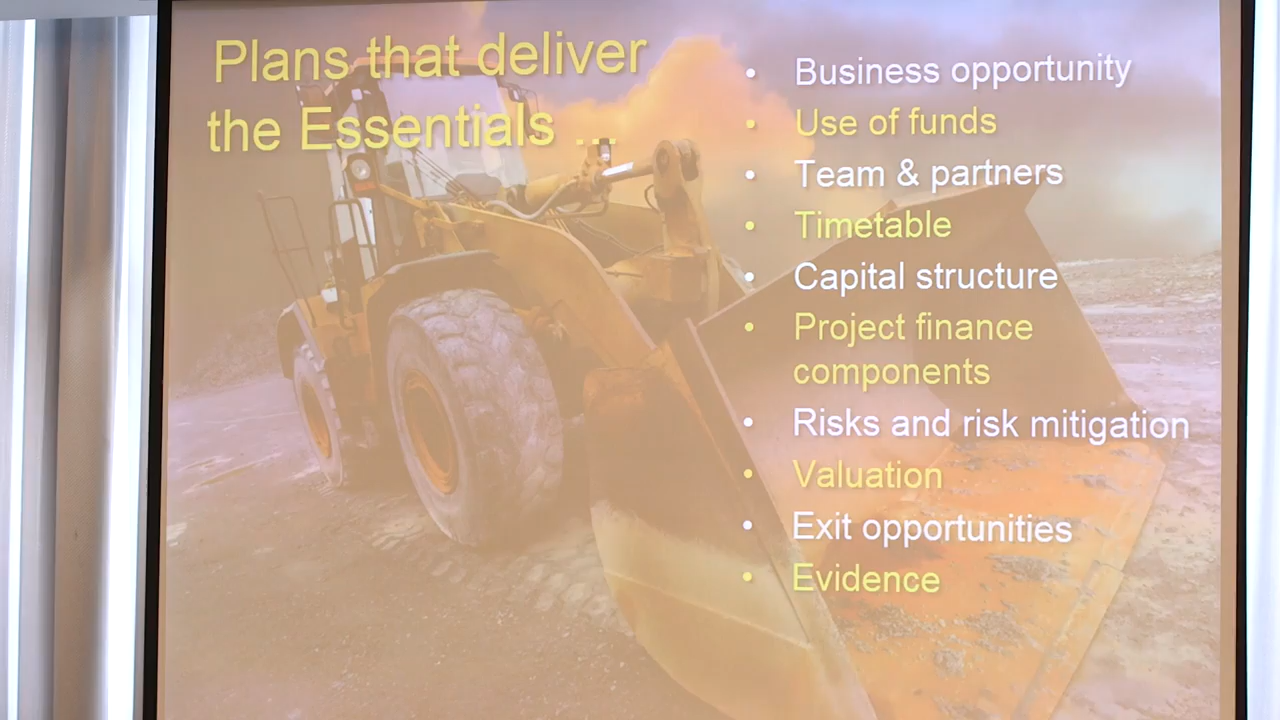 Plans that deliver
the Essentials ...
• Business opportunity
• Use of funds
• Team & partners
• Timetable
• Capital structure
• Project finance
components
• Risks and risk mitigation
• Valuation
• Exit opportunities
• Evidence